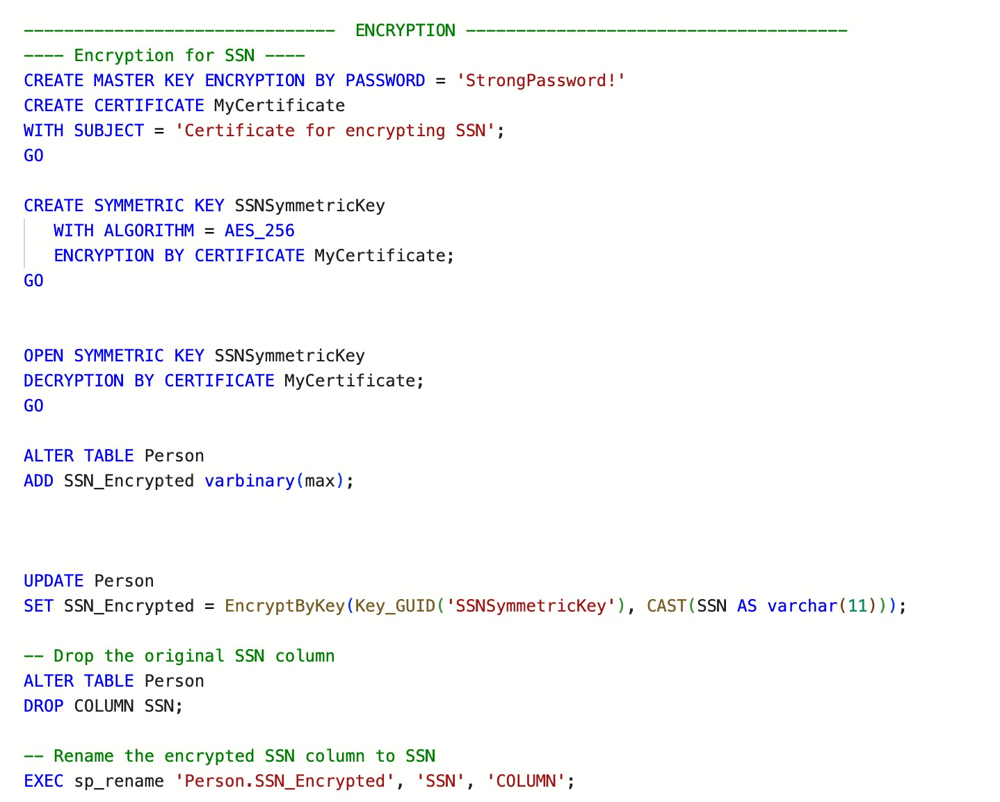 ------------------------------- ENCRYPTION --------------------------------------
---- Encryption for SSN ----
CREATE MASTER KEY ENCRYPTION BY PASSWORD = 'StrongPassword!'
CREATE CERTIFICATE MyCertificate
WITH SUBJECT = 'Certificate for encrypting SSN';
GO
CREATE SYMMETRIC KEY SSNSymmetricKey
WITH ALGORITHM = AES_256
ENCRYPTION BY CERTIFICATE MyCertificate;
GO
OPEN SYMMETRIC KEY SSNSymmetricKey
DECRYPTION BY CERTIFICATE MyCertificate;
GO
ALTER TABLE Person
ADD SSN_Encrypted varbinary(max);
UPDATE Person
SET SSN_Encrypted = EncryptByKey(Key_GUID('SSNSymmetricKey'), CAST(SSN AS varchar(11)));
-- Drop the original SSN column
ALTER TABLE Person
DROP COLUMN SSN;
-- Rename the encrypted SSN column to SSN
EXEC sp_rename 'Person.SSN_Encrypted', 'SSN', 'COLUMN';